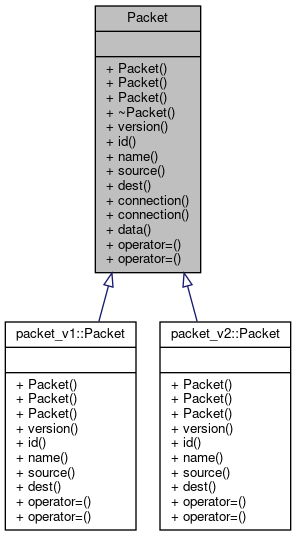 Packet
+ Packet()
+ Packet()
+ Packet()
+ ~Packet()
+ version()
+ id()
+ name()
+ source()
+ dest()
+ connection()
+ connection()
+ data()
+ operator=()
+ operator=()
packet_v1::Packet
+ Packet()
+ Packet()
+ Packet()
+ version()
+ id()
+ name()
+ source()
+ dest()
+ operator=()
+ operator=()
packet_v2::Packet
+ Packet()
+ Packet()
+ Packet()
+ version()
+ id()
+ name()
+ source()
+ dest()
+ operator=()
+ operator=()